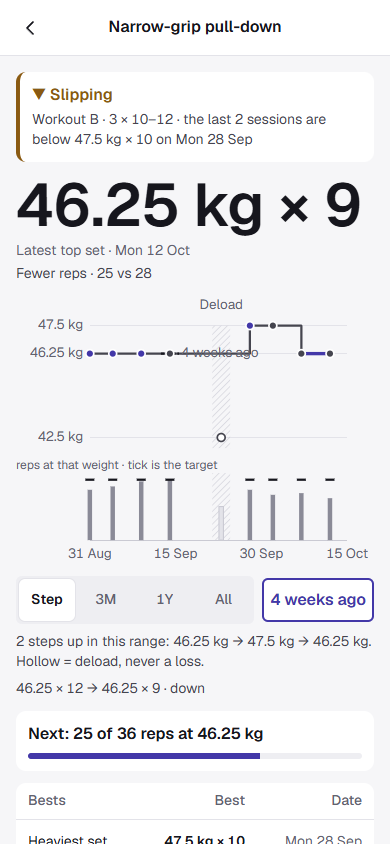 Narrow-grip pull-down
▼ Slipping
Workout B · 3 × 10–12 · the last 2 sessions are
below 47.5 kg × 10 on Mon 28 Sep
46.25 kg × 9
Latest top set · Mon 12 Oct
Fewer reps · 25 vs 28
Deload
47.5 kg
46.25 kg
4 weeks ago
42.5 kg
reps at that weight · tick is the target
31 Aug 15 Sep 30 Sep 15 Oct
Step 3M 1Y All 4 weeks ago
2 steps up in this range: 46.25 kg → 47.5 kg → 46.25 kg.
Hollow = deload, never a loss.
46.25 × 12 → 46.25 × 9 · down
Next: 25 of 36 reps at 46.25 kg
Bests Best Date
Heaviest set 47.5 kg × 10 Mon 28 Sep